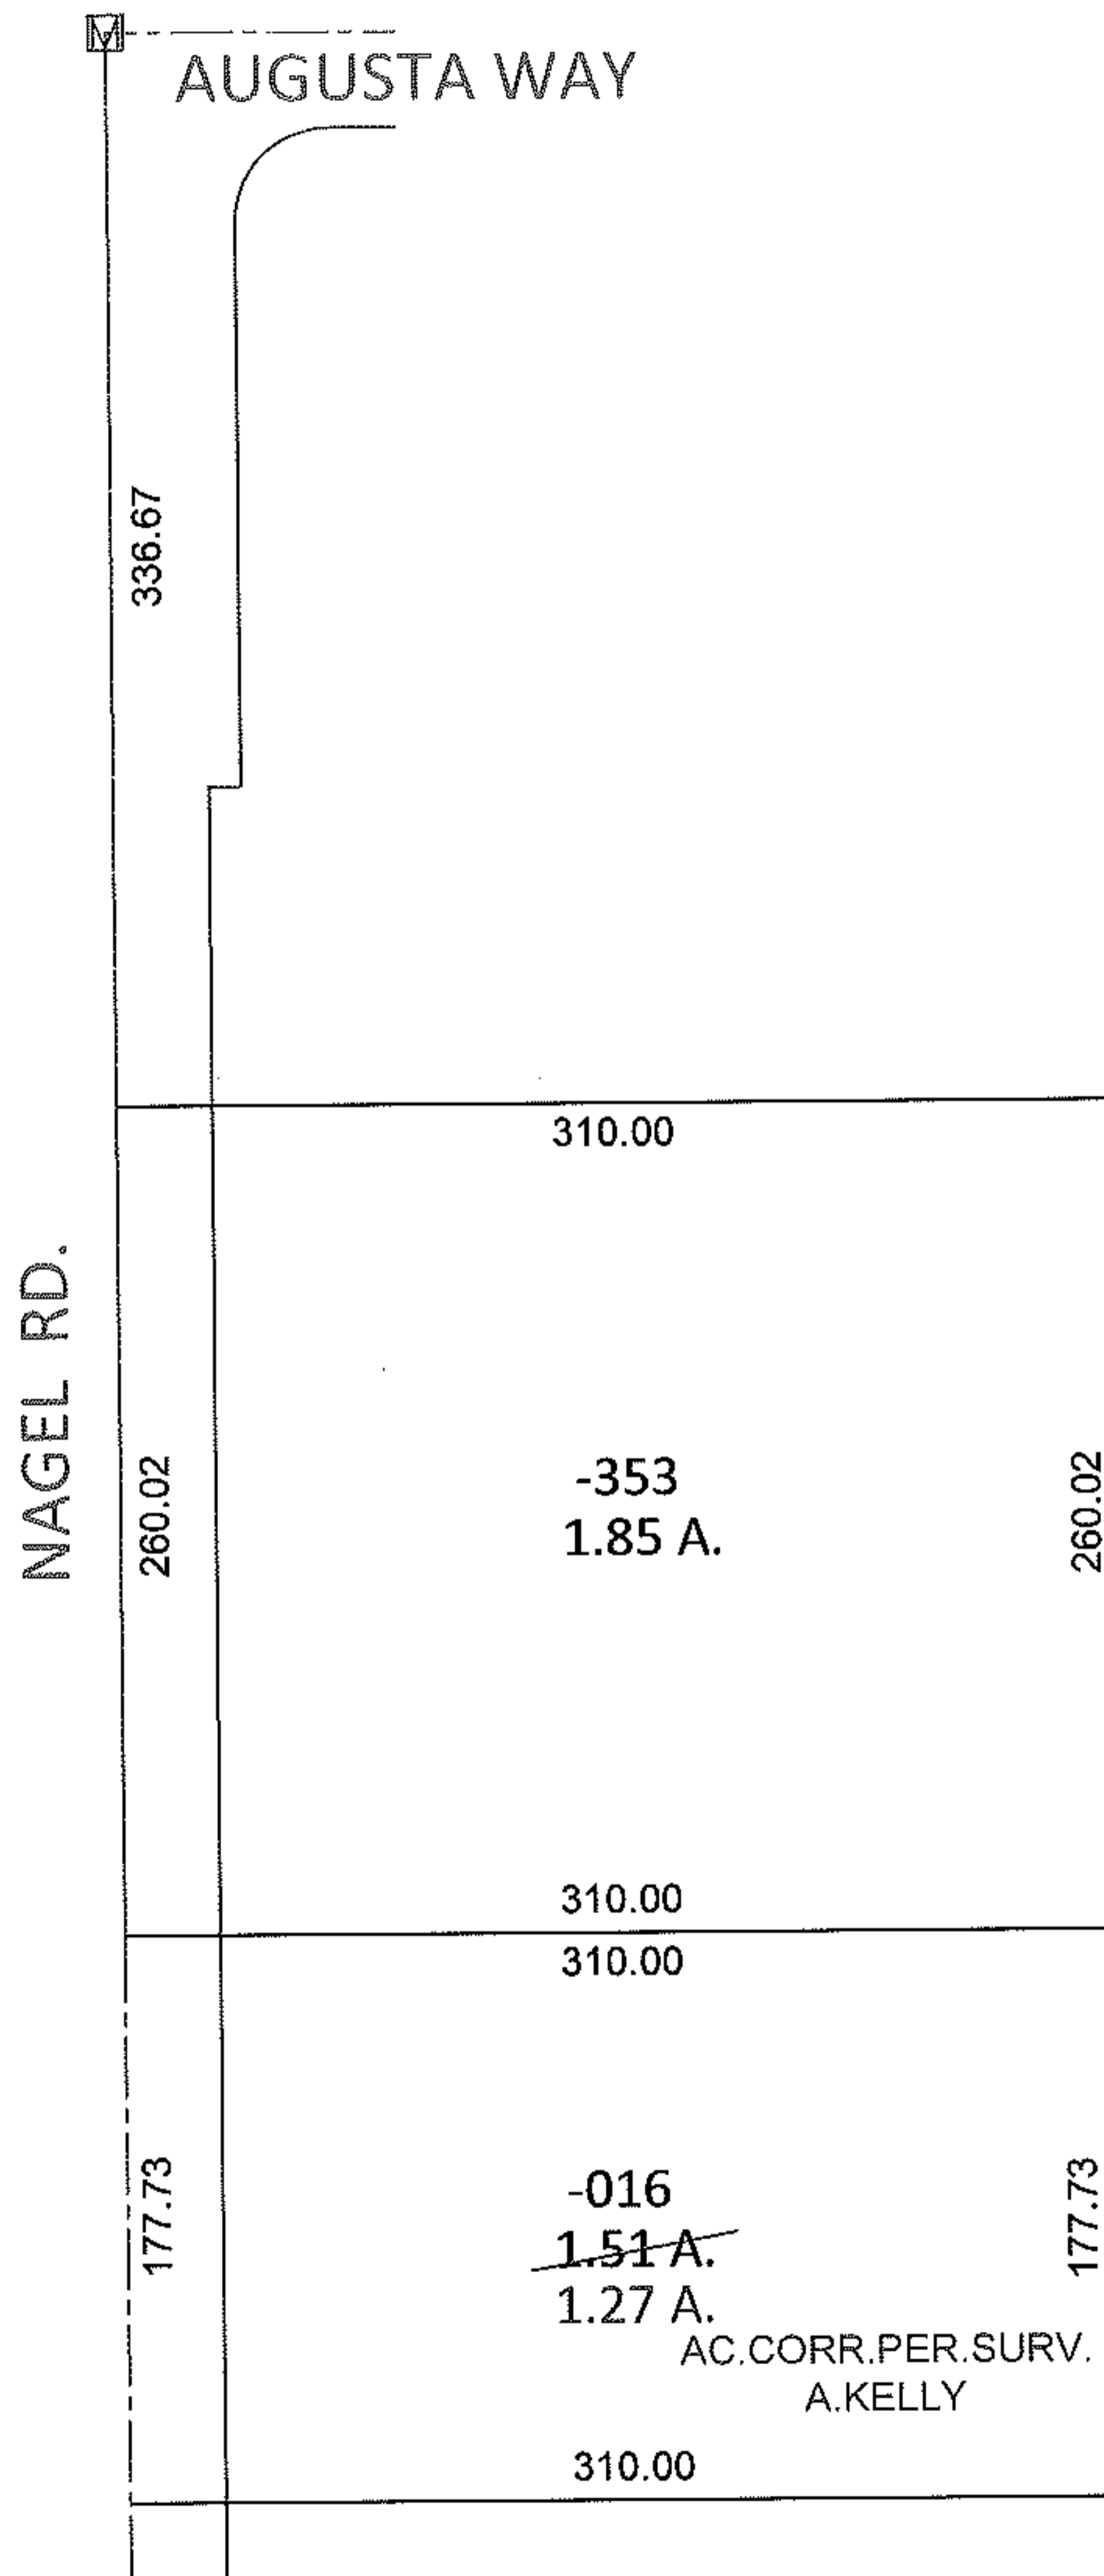 M
AUGUSTA WAY
336.67
310.00
NAGEL RD.
260.02
-353
1.85 A.
260.02
310.00
310.00
177.73
-016
1.51 A.
1.27 A.
177.73
AC.CORR.PER.SURV.
A.KELLY
310.00